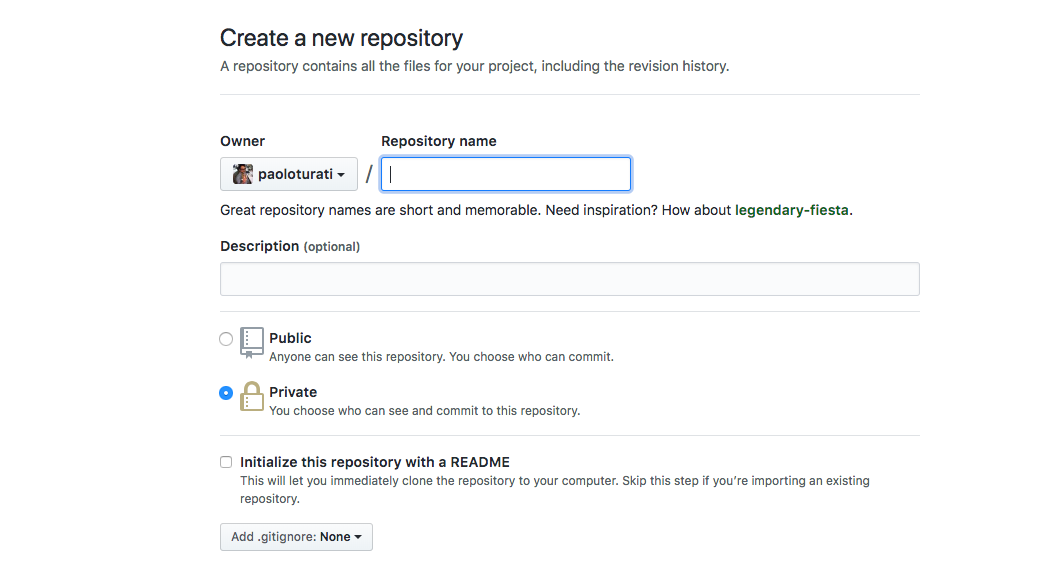 Create a new repository
A repository contains all the files for your project, including the revision history.
Owner
Repository name
paoloturati
/
Great repository names are short and memorable. Need inspiration? How about legendary-fiesta.
Description (optional)
Public
Anyone can see this repository. You choose who can commit.
Private
You choose who can see and commit to this repository.
Initialize this repository with a README
This will let you immediately clone the repository to your computer. Skip this step if you’re importing an existing
repository.
Add .gitignore: None